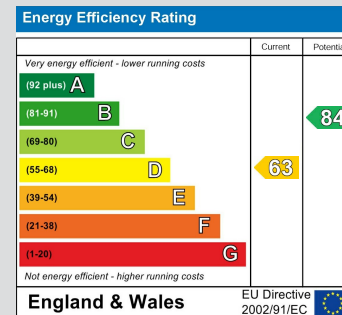 Energy Efficiency Rating
Current
Very energy efficient - lower running costs
(92 plus) A
(81-91) B
84
(69-80) C
(55-68) D
63
(39-54) E
(21-38) F
(1-20) G
Not energy efficient - higher running costs
England & Wales
EU Directive
2002/91/EC